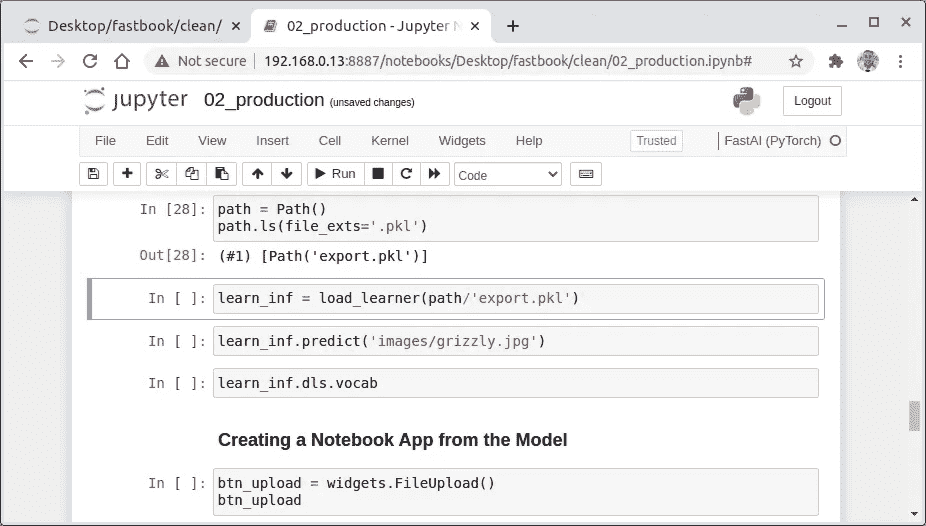 Desktop/fastbook/clean/
02_production - Jupyter N
Not secure | 192.168.0.13:8887/notebooks/Desktop/fastbook/clean/02_production.ipynb#
jupyter 02_production (unsaved changes) Logout
File Edit View Insert Cell Kernel Widgets Help Trusted FastAI (PyTorch)
Run Code
In [28]: path = Path()
path.ls(file_exts='.pkl')
Out[28]: (#1) [Path('export.pkl')]
In [ ]: learn_inf = load_learner(path/'export.pkl')
In [ ]: learn_inf.predict('images/grizzly.jpg')
In [ ]: learn_inf.dls.vocab
Creating a Notebook App from the Model
In [ ]: btn_upload = widgets.FileUpload()
btn_upload